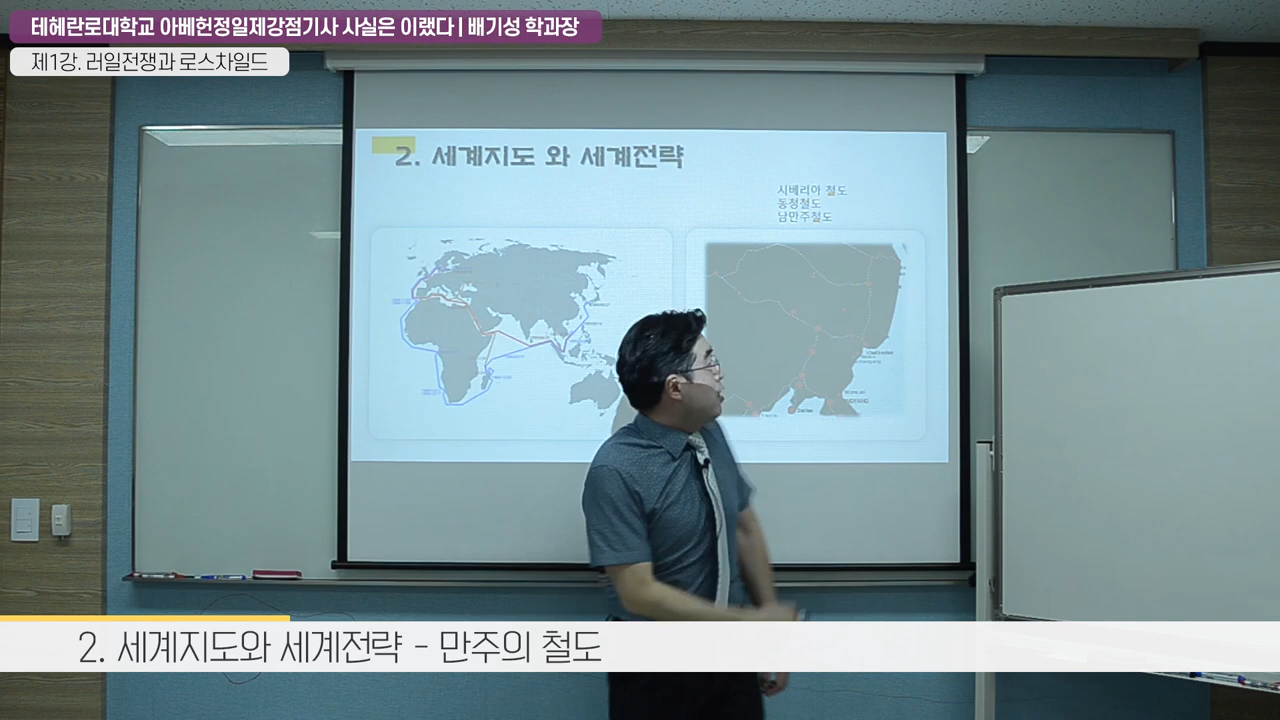 테헤란로대학교 아베헌정일제강점기사 사실은 이랬다 | 배기성 학과장
제1강. 러일전쟁과 로스차일드
2. 세계지도 와 세계전략
시베리아 철도
동청철도
남만주철도
2. 세계지도와 세계전략 - 만주의 철도